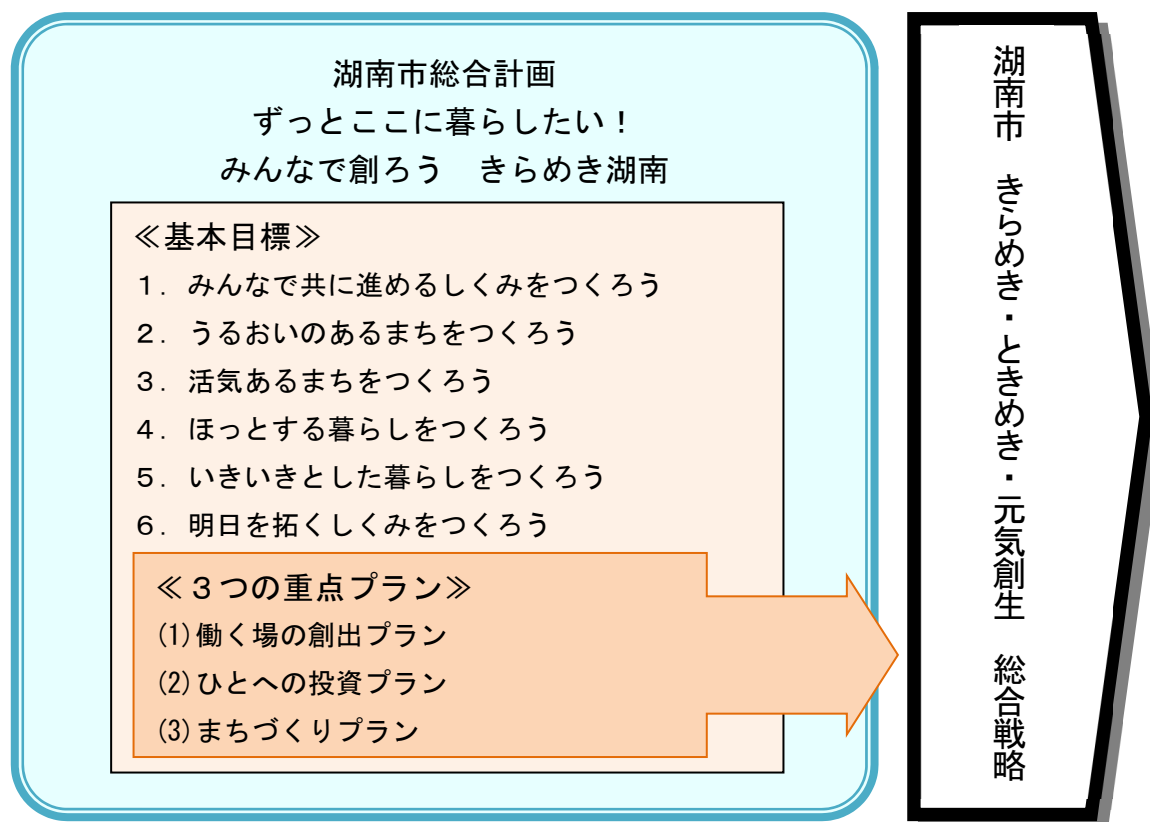 湖南市総合計画
ずっとここに暮らしたい！
みんなで創ろう　きらめき湖南
≪基本目標≫
１．みんなで共に進めるしくみをつくろう
２．うるおいのあるまちをつくろう
３．活気あるまちをつくろう
４．ほっとする暮らしをつくろう
５．いきいきとした暮らしをつくろう
６．明日を拓くしくみをつくろう
≪３つの重点プラン≫
(1)働く場の創出プラン
(2)ひとへの投資プラン
(3)まちづくりプラン
湖南市　きらめき・ときめき・元気創生　総合戦略